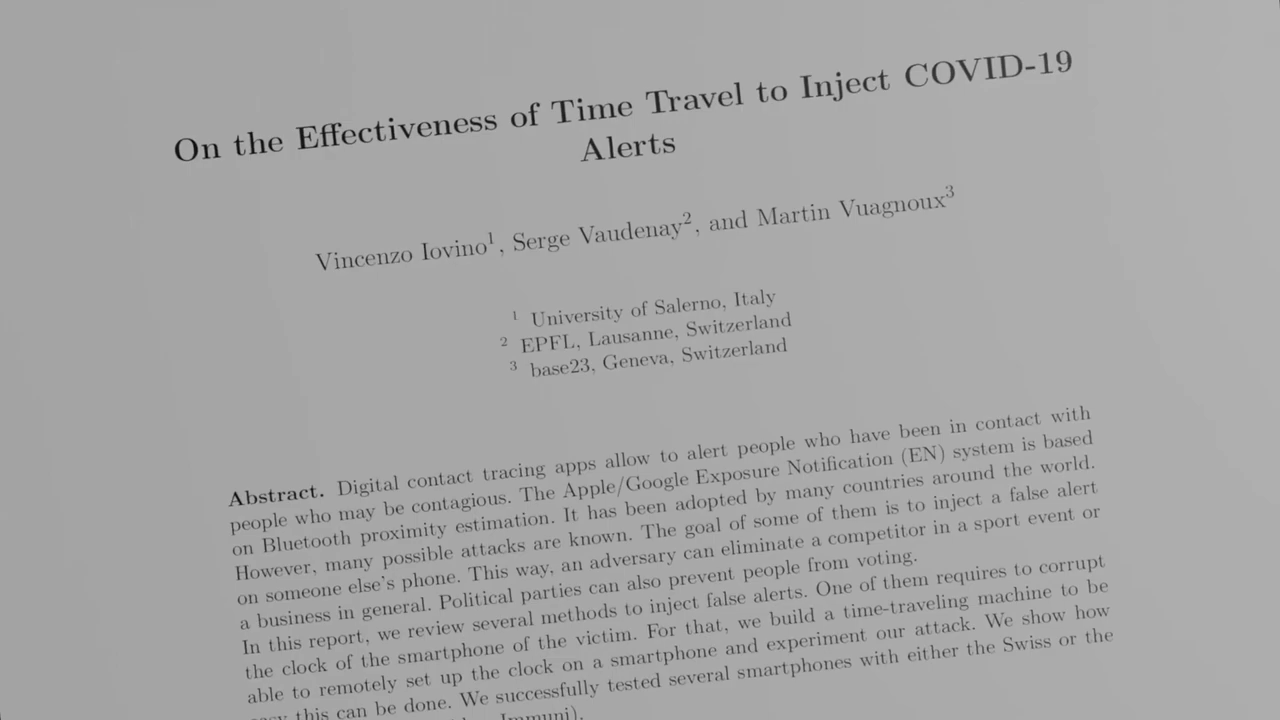 On the Effectiveness of Time Travel to Inject COVID-19
Alerts
Vincenzo Iovino1, Serge Vaudenay2, and Martin Vuagnoux3
1 University of Salerno, Italy
2 EPFL, Lausanne, Switzerland
3 base23, Geneva, Switzerland
Abstract. Digital contact tracing apps allow to alert people who have been in contact with
people who may be contagious. The Apple/Google Exposure Notification (EN) system is based
on Bluetooth proximity estimation. It has been adopted by many countries around the world.
However, many possible attacks are known. The goal of some of them is to inject a false alert
on someone else's phone. This way, an adversary can eliminate a competitor in a sport event or
a business in general. Political parties can also prevent people from voting.
In this report, we review several methods to inject false alerts. One of them requires to corrupt
the clock of the smartphone of the victim. For that, we build a time-traveling machine to be
able to remotely set up the clock on a smartphone and experiment our attack. We show how
this can be done. We successfully tested several smartphones with either the Swiss or the
Immuni).